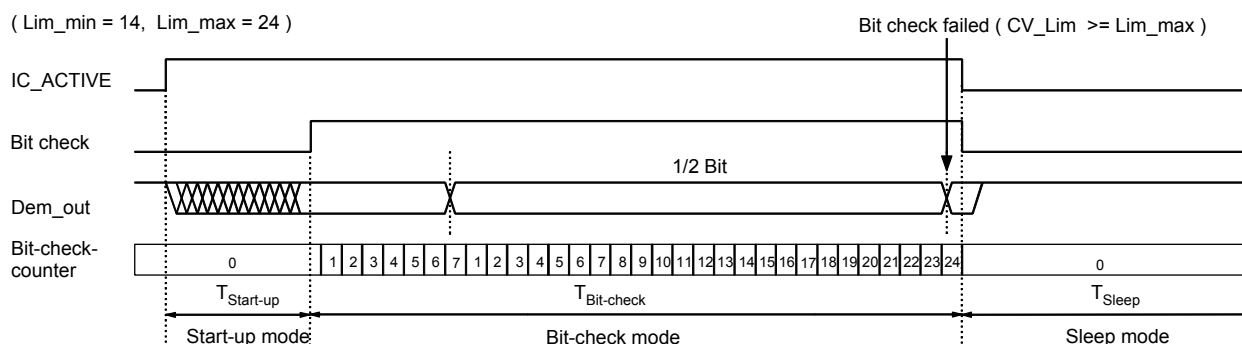 ( Lim_min = 14, Lim_max = 24 )
Bit check failed ( CV_Lim >= Lim_max )
IC_ACTIVE
Bit check
1/2 Bit
Dem_out
Bit-check-
counter
0 1 2 3 4 5 6 7 1 2 3 4 5 6 7 8 9 10 11 12 13 14 15 16 17 18 19 20 21 22 23 24 0
TStart-up TBit-check TSleep
Start-up mode Bit-check mode Sleep mode